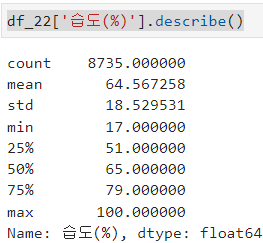 df_22['습도(%)'].describe()
count    8735.000000
mean       64.567258
std        18.529531
min        17.000000
25%        51.000000
50%        65.000000
75%        79.000000
max       100.000000
Name: 습도(%), dtype: float64